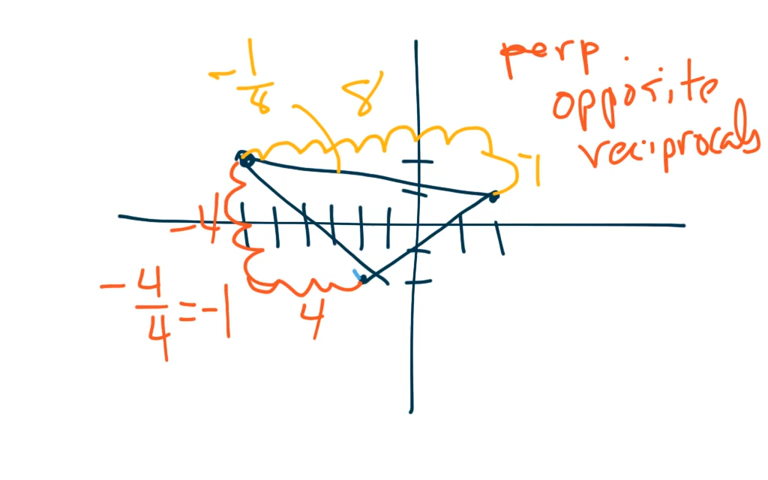 perp
opposite
reciprocals
-1/8
8
-1
-4
-4/4=-1
4